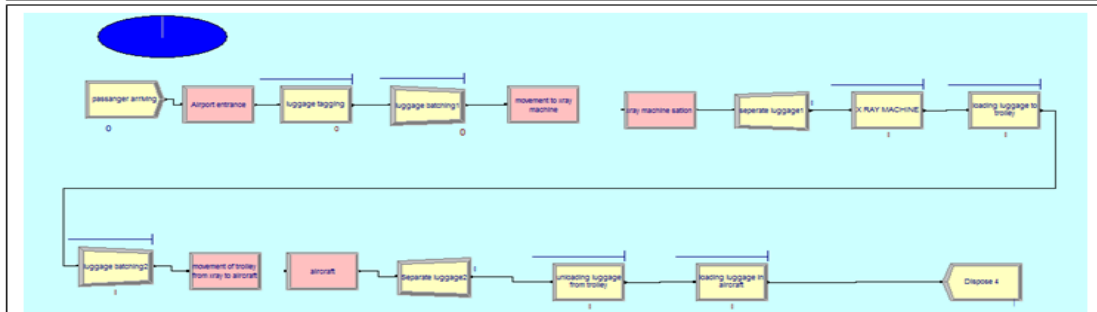 passanger arriving
Airport entrance
luggage tagging
luggage batching1
movement to xray
machine
xray machine sation
seperate luggage1
X RAY MACHINE
loading luggage to
trolley
0
0
0
luggage batching2
movement of trolley
from xray to aircraft
aircraft
Separate luggage2
unloading luggage
from trolley
loading luggage in
aircraft
Dispose 4